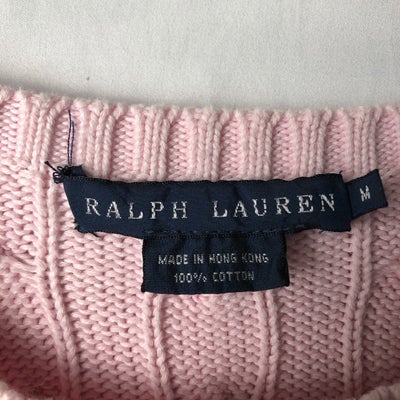 RALPH LAUREN
M
MADE IN HONG KONG
100% COTTON